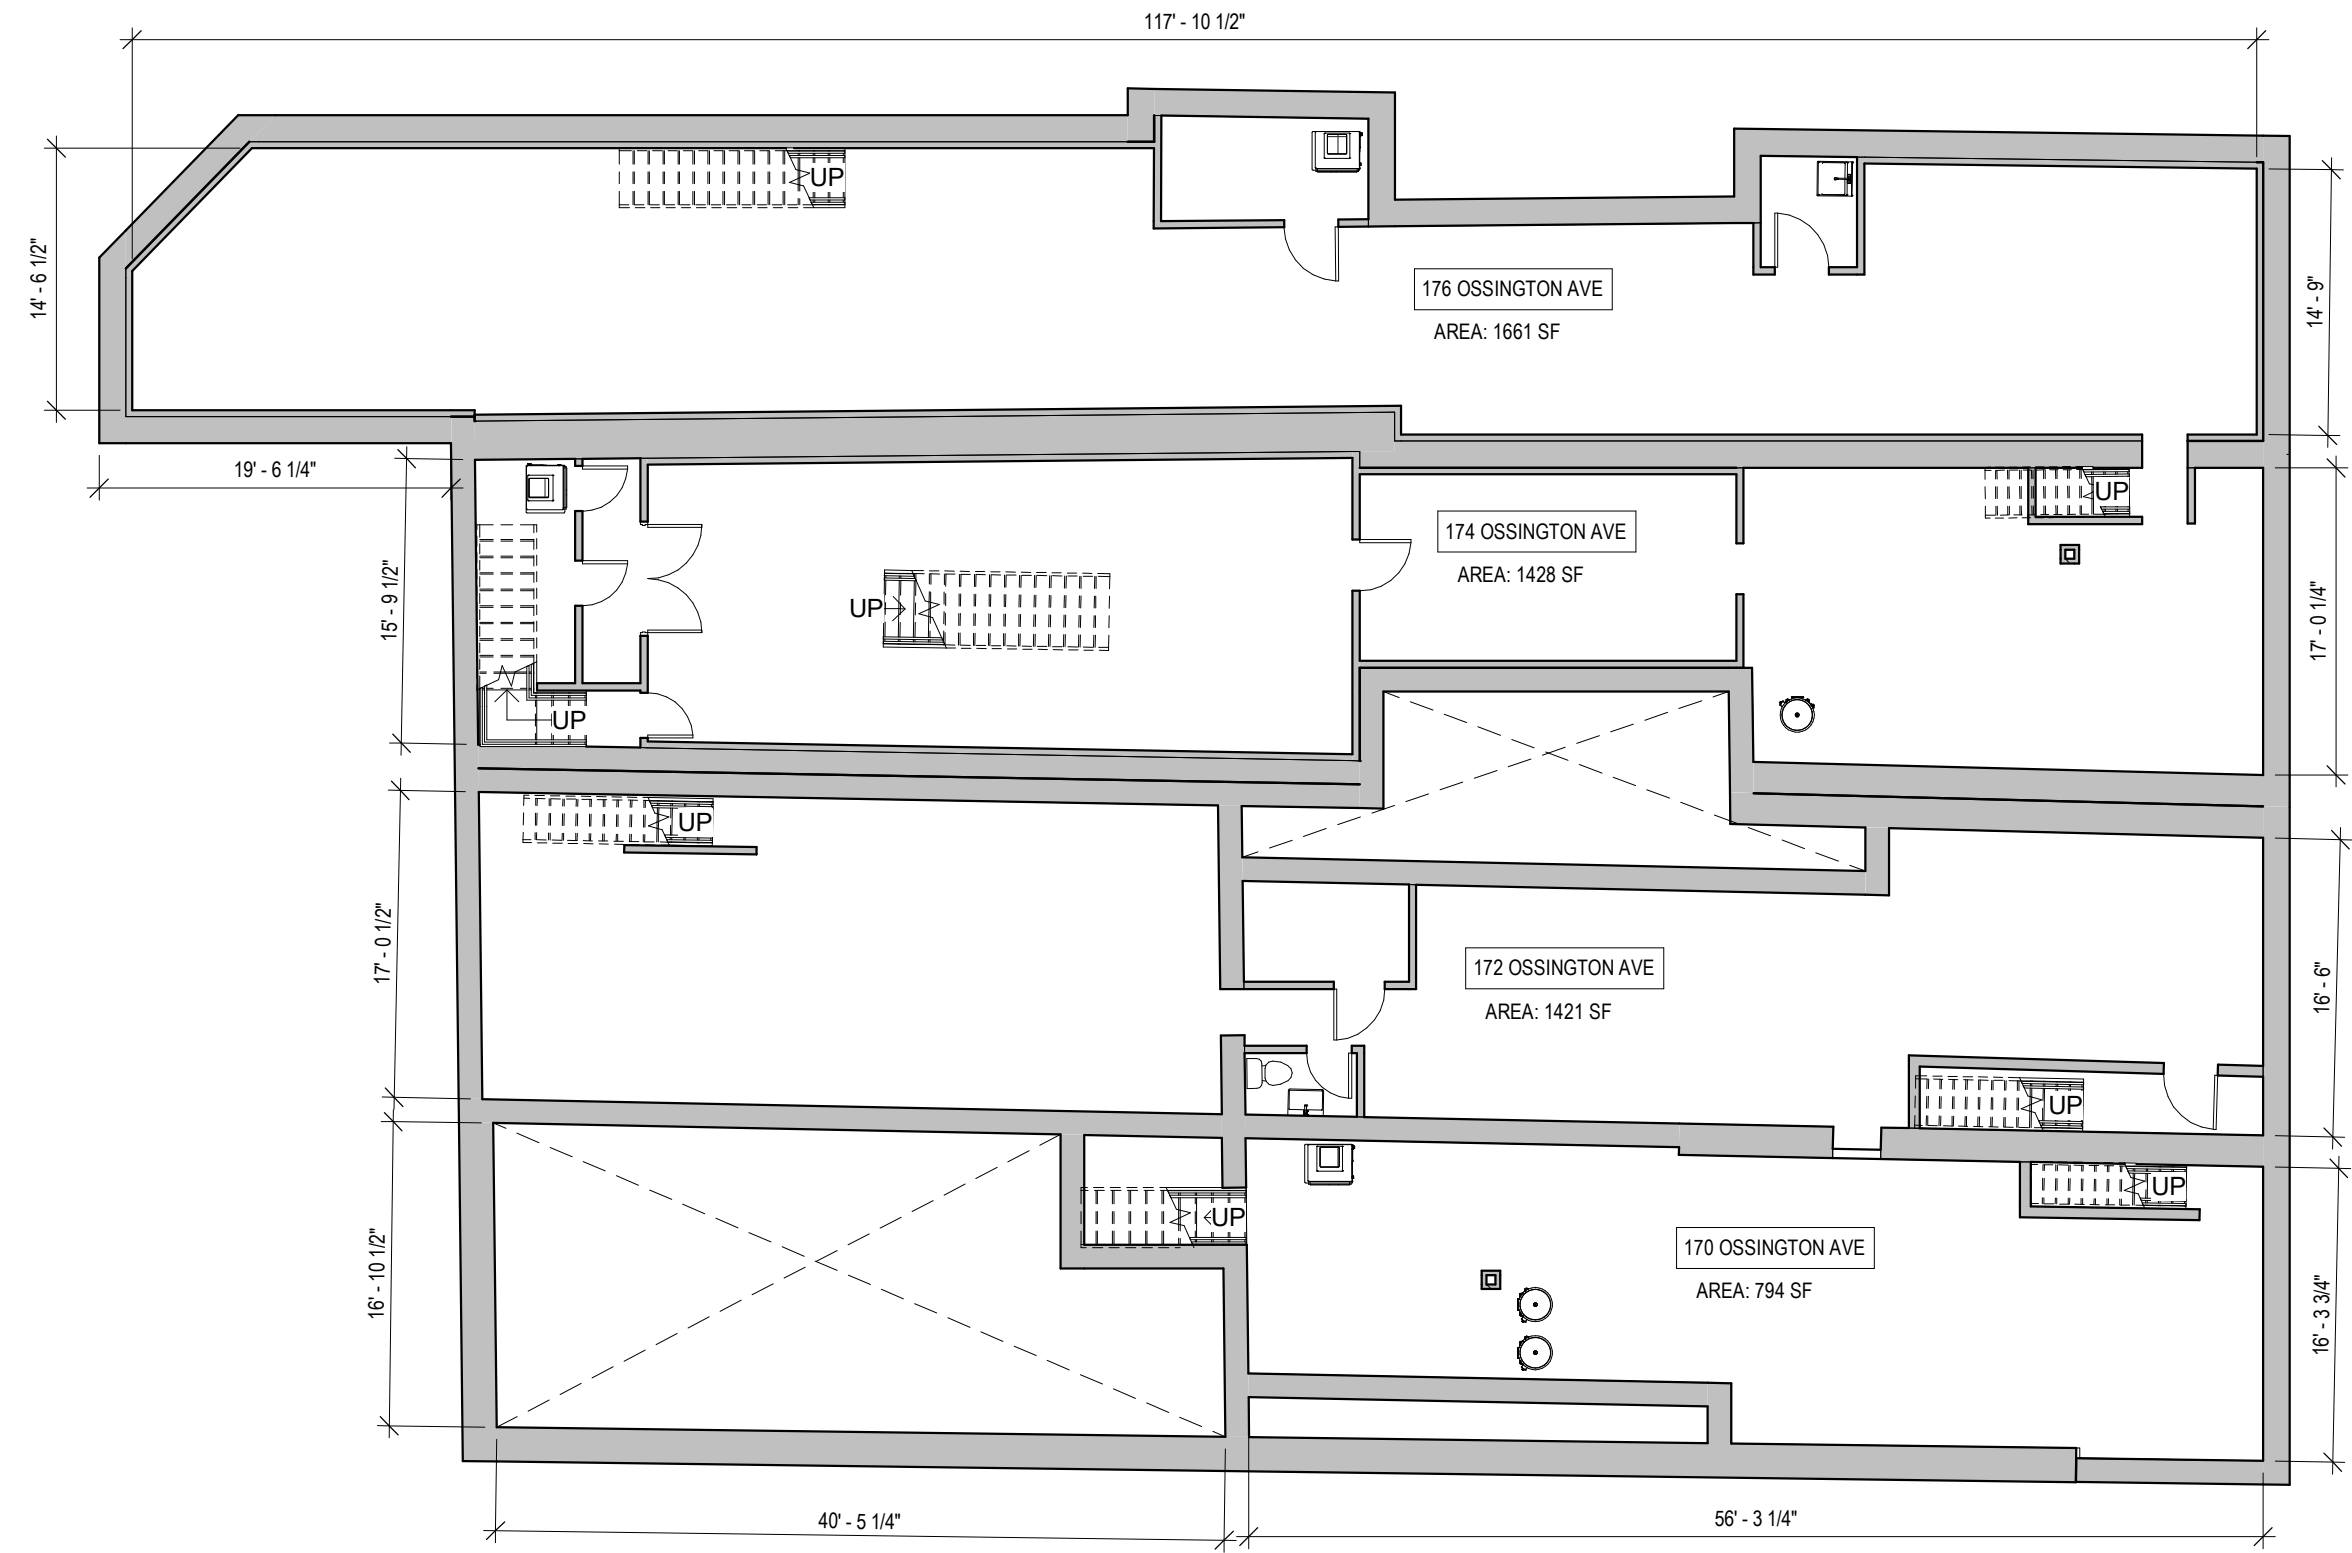 117' - 10 1/2"
UP
14' - 6 1/2"
176 OSSINGTON AVE
AREA: 1661 SF
14' - 9"
19' - 6 1/4"
UP
174 OSSINGTON AVE
AREA: 1428 SF
15' - 9 1/2"
UP
17' - 0 1/4"
UP
UP
17' - 0 1/2"
172 OSSINGTON AVE
AREA: 1421 SF
16' - 6"
UP
UP
UP
170 OSSINGTON AVE
AREA: 794 SF
16' - 10 1/2"
16' - 3 3/4"
40' - 5 1/4"
56' - 3 1/4"